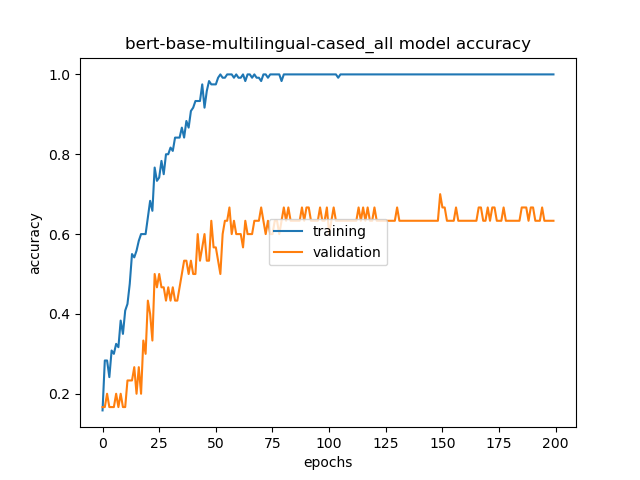 bert-base-multilingual-cased_all model accuracy
1.0
0.8
0.6
0.4
0.2
accuracy
training
validation
0 25 50 75 100 125 150 175 200
epochs